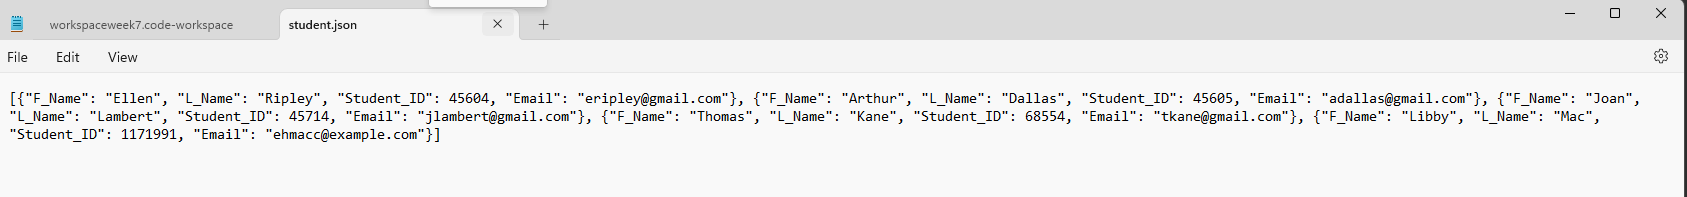 workspaceweek7.code-workspace
student.json
File Edit View
[{"F_Name": "Ellen", "L_Name": "Ripley", "Student_ID": 45604, "Email": "eripley@gmail.com"}, {"F_Name": "Arthur", "L_Name": "Dallas", "Student_ID": 45605, "Email": "adallas@gmail.com"}, {"F_Name": "Joan",
"L_Name": "Lambert", "Student_ID": 45714, "Email": "jlambert@gmail.com"}, {"F_Name": "Thomas", "L_Name": "Kane", "Student_ID": 68554, "Email": "tkane@gmail.com"}, {"F_Name": "Libby", "L_Name": "Mac",
"Student_ID": 1171991, "Email": "ehmacc@example.com"}]